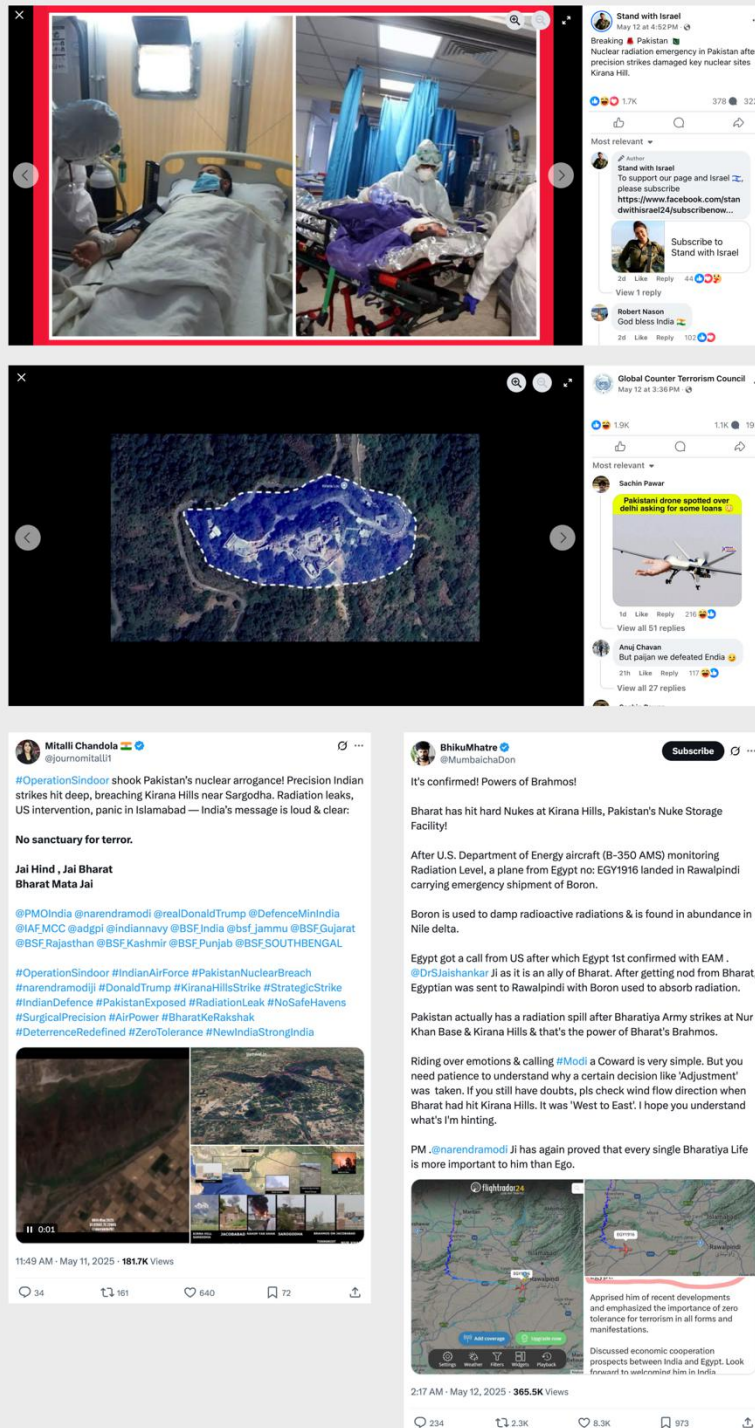 Stand with Israel
May 12 at 4:52 PM ·
Breaking 🚨 Pakistan 🇵🇰
Nuclear radiation emergency in Pakistan after
precision strikes damaged key nuclear sites
Kirana Hill.
1.7K
378
Most relevant
Author
Stand with Israel
To support our page and Israel 🇮🇱,
please subscribe
https://www.facebook.com/stan
dwithisrael24/subscribenow...
Subscribe to
Stand with Israel
2d Like Reply 44
View 1 reply
Robert Nason
God bless India 🇮🇳
2d Like Reply 102
Global Counter Terrorism Council
May 12 at 3:36 PM ·
1.9K
1.1K
Most relevant
Sachin Pawar
Pakistani drone spotted over
delhi asking for some loans
1d Like Reply 216
View all 51 replies
Anuj Chavan
But paijan we defeated Endia 😏
21h Like Reply 117
View all 27 replies
Mitalli Chandola 🇮🇳
@journomitalli1
#OperationSindoor shook Pakistan's nuclear arrogance! Precision Indian
strikes hit deep, breaching Kirana Hills near Sargodha. Radiation leaks,
US intervention, panic in Islamabad — India's message is loud & clear:
No sanctuary for terror.
Jai Hind , Jai Bharat
Bharat Mata Jai
@PMOIndia @narendramodi @realDonaldTrump @DefenceMinIndia
@IAF_MCC @adgpi @indiannavy @BSF_India @bsf_jammu @BSF_Gujarat
@BSF_Rajasthan @BSF_Kashmir @BSF_Punjab @BSF_SOUTHBENGAL
#OperationSindoor #IndianAirForce #PakistanNuclearBreach
#narendramodiji #DonaldTrump #KiranaHillsStrike #StrategicStrike
#IndianDefence #PakistanExposed #RadiationLeak #NoSafeHavens
#SurgicalPrecision #AirPower #BharatKeRakshak
#DeterrenceRedefined #ZeroTolerance #NewIndiaStrongIndia
0:01
11:49 AM · May 11, 2025 · 181.7K Views
34 161 640 72
BhikuMhatre
@MumbaichaDon
Subscribe
It's confirmed! Powers of Brahmos!
Bharat has hit hard Nukes at Kirana Hills, Pakistan's Nuke Storage
Facility!
After U.S. Department of Energy aircraft (B-350 AMS) monitoring
Radiation Level, a plane from Egypt no: EGY1916 landed in Rawalpindi
carrying emergency shipment of Boron.
Boron is used to damp radioactive radiations & is found in abundance in
Nile delta.
Egypt got a call from US after which Egypt 1st confirmed with EAM .
@DrSJaishankar Ji as it is an ally of Bharat. After getting nod from Bharat,
Egyptian was sent to Rawalpindi with Boron used to absorb radiation.
Pakistan actually has a radiation spill after Bharatiya Army strikes at Nur
Khan Base & Kirana Hills & that's the power of Bharat's Brahmos.
Riding over emotions & calling #Modi a Coward is very simple. But you
need patience to understand why a certain decision like 'Adjustment'
was taken. If you still have doubts, pls check wind flow direction when
Bharat had hit Kirana Hills. It was 'West to East'. I hope you understand
what's I'm hinting.
PM .@narendramodi Ji has again proved that every single Bharatiya Life
is more important to him than Ego.
flightradar24
EGY1916
Rawalpindi
Add coverage
Upgrade now
Settings Weather Filters Widgets Playback
EGY1916
Rawalpindi
Apprised him of recent developments
and emphasized the importance of zero
tolerance for terrorism in all forms and
manifestations.
Discussed economic cooperation
prospects between India and Egypt. Look
forward to welcoming him in India
2:17 AM · May 12, 2025 · 365.5K Views
234 2.3K 8.3K 973